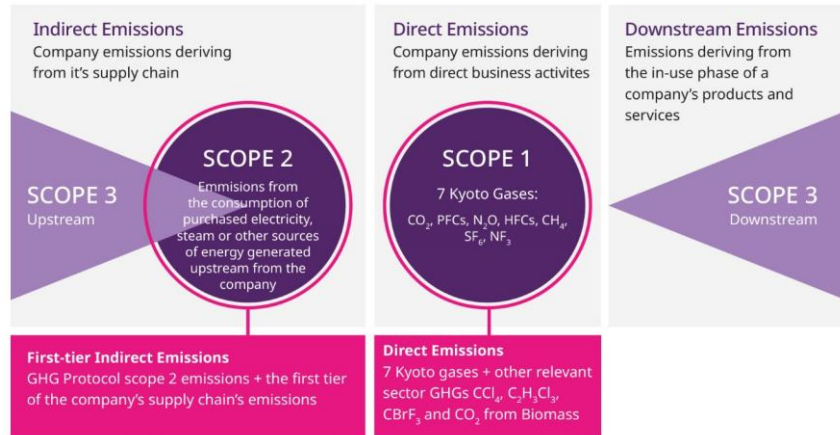 Indirect Emissions
Company emissions deriving
from it's supply chain
SCOPE 3
Upstream
SCOPE 2
Emmisions from
the consumption of
purchased electricity,
steam or other sources
of energy generated
upstream from the
company
First-tier Indirect Emissions
GHG Protocol scope 2 emissions + the first tier
of the company's supply chain's emissions
Direct Emissions
Company emissions deriving
from direct business activites
SCOPE 1
7 Kyoto Gases:
CO₂, PFCs, N₂O, HFCs, CH₄,
SF₆, NF₃
Direct Emissions
7 Kyoto gases + other relevant
sector GHGs CCl₄, C₂H₃Cl₃,
CBrF₃ and CO₂ from Biomass
Downstream Emissions
Emissions deriving from
the in-use phase of a
company's products and
services
SCOPE 3
Downstream